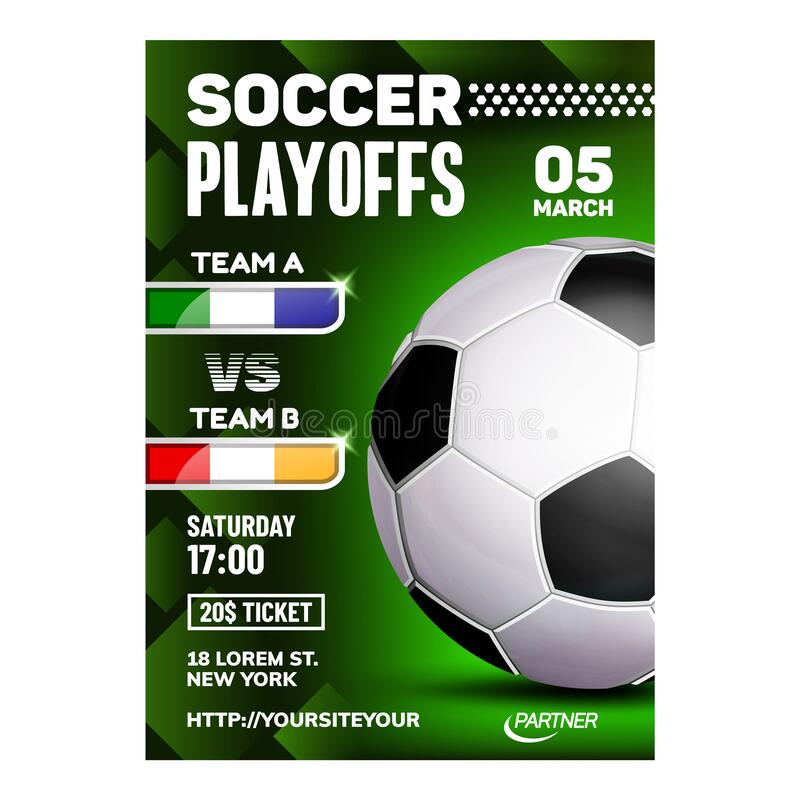 SOCCER
PLAYOFFS
05
MARCH
TEAM A
VS
TEAM B
dreamstime
SATURDAY
17:00
20$ TICKET
18 LOREM ST.
NEW YORK
HTTP://YOURSITEYOUR
PARTNER